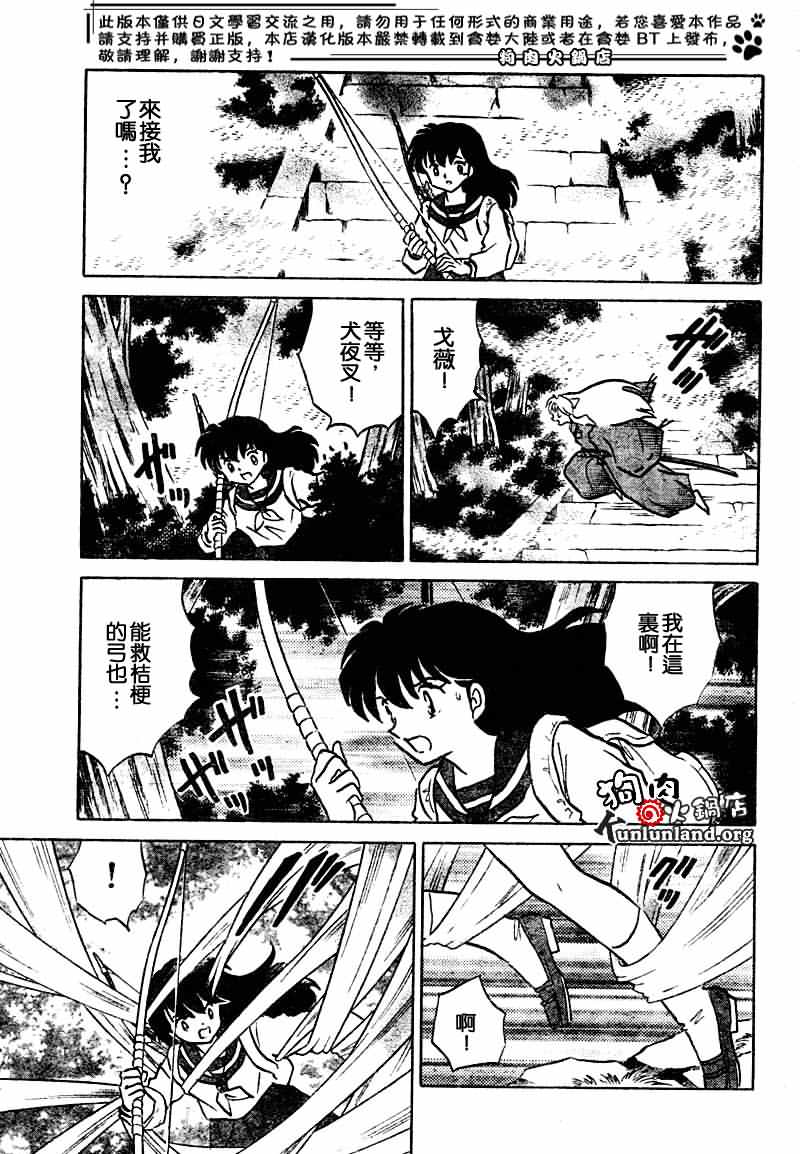 此版本僅供日文學習交流之用，請勿用于任何形式的商業用途，若您喜愛本作品
請支持并購買正版，本店漢化版本嚴禁轉載到貪婪大陸或者在貪婪 BT 上發布，
敬請理解，謝謝支持！
狗肉火鍋店
來接我
了嗎…？
戈薇！
等等，
犬夜叉！
我在這
裏啊！
能救桔梗
的弓也…
狗肉火鍋店
Kunlunland.org
啊！
！